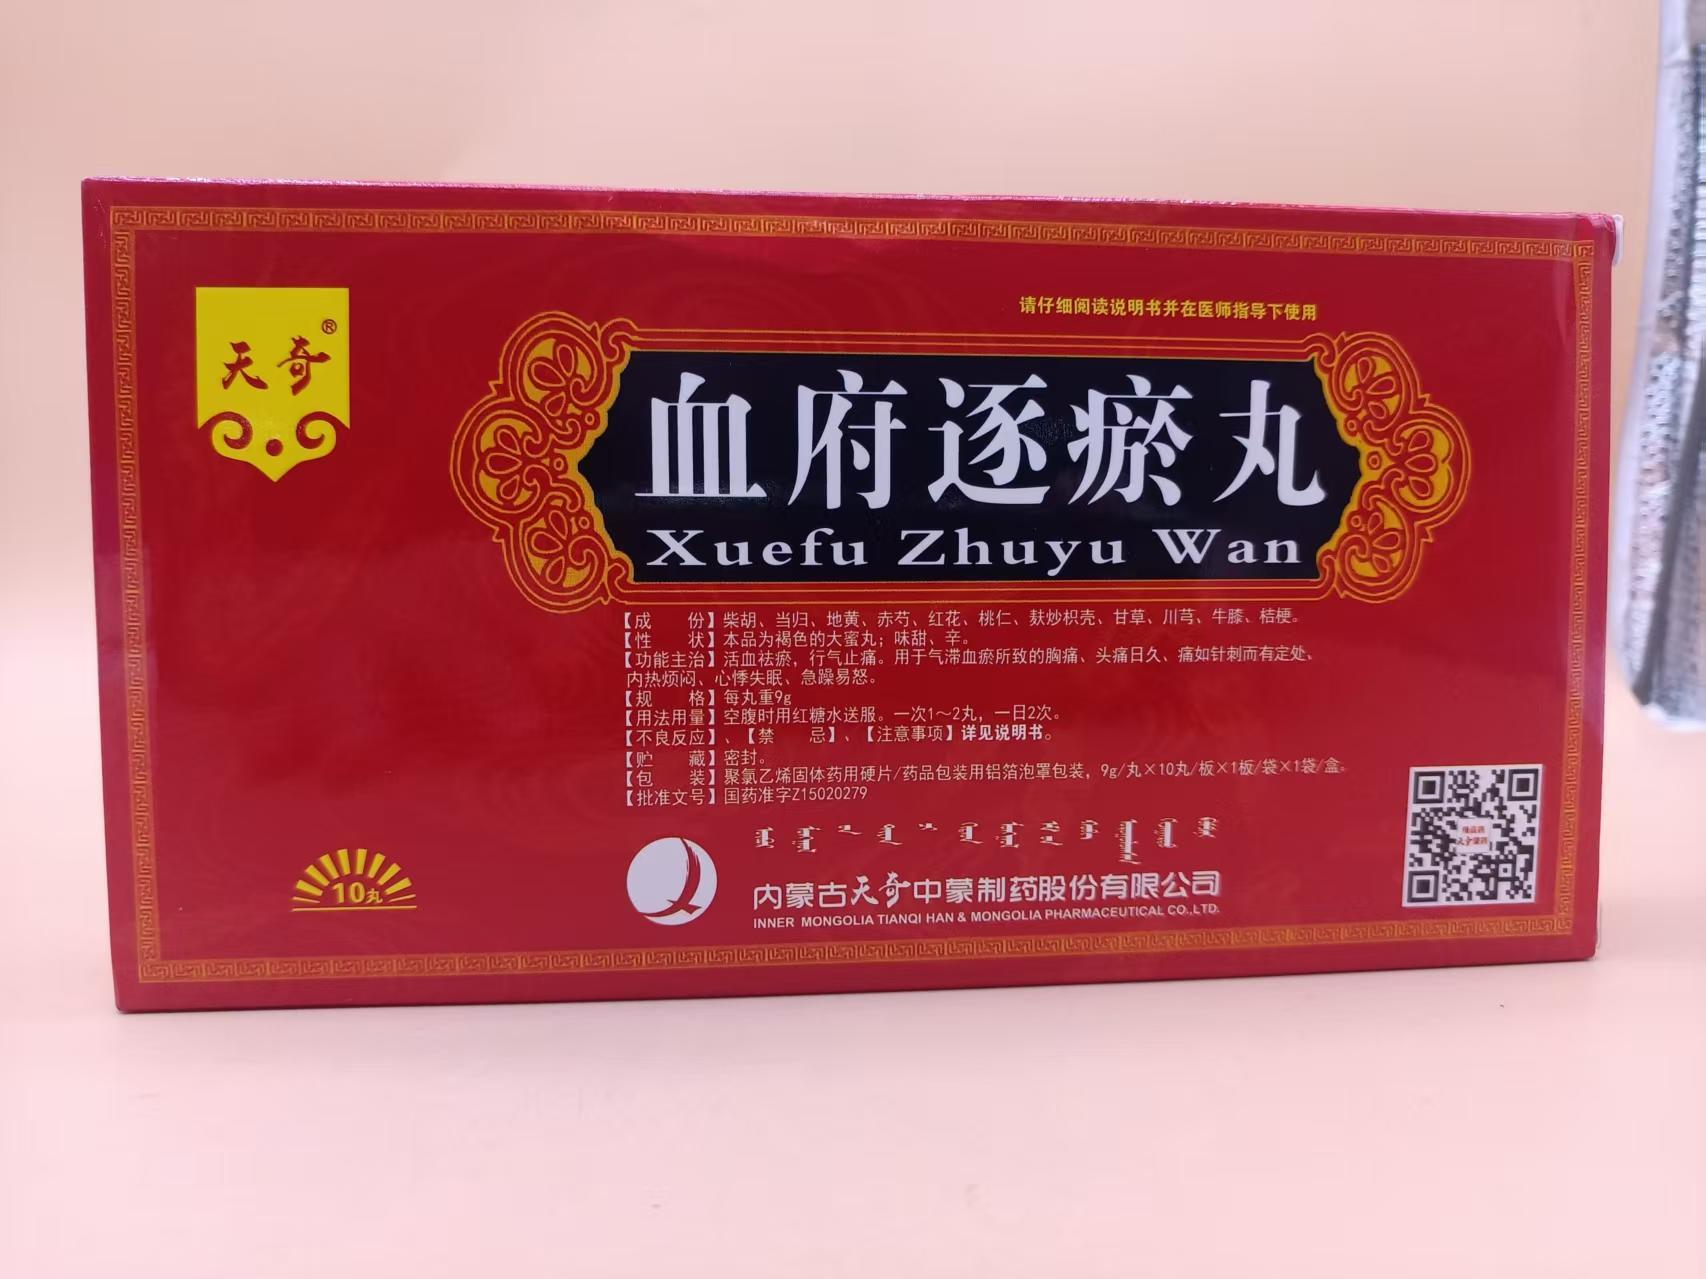 天奇®
请仔细阅读说明书并在医师指导下使用
血府逐瘀丸
Xuefu Zhuyu Wan
【成 份】柴胡、当归、地黄、赤芍、红花、桃仁、麸炒枳壳、甘草、川芎、牛膝、桔梗。
【性 状】本品为褐色的大蜜丸;味甜、辛。
【功能主治】活血祛瘀,行气止痛。用于气滞血瘀所致的胸痛、头痛日久、痛如针刺而有定处、
内热烦闷、心悸失眠、急躁易怒。
【规 格】每丸重9g
【用法用量】空腹时用红糖水送服。一次1~2丸,一日2次。
【不良反应】、【禁 忌】、【注意事项】详见说明书。
【贮 藏】密封。
【包 装】聚氯乙烯固体药用硬片/药品包装用铝箔泡罩包装,9g/丸×10丸/板×1板/袋×1袋/盒。
【批准文号】国药准字Z15020279
10丸
内蒙古天奇中蒙制药股份有限公司
INNER MONGOLIA TIANQI HAN & MONGOLIA PHARMACEUTICAL CO.,LTD.